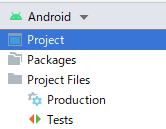 Android
Project
Packages
Project Files
Production
Tests